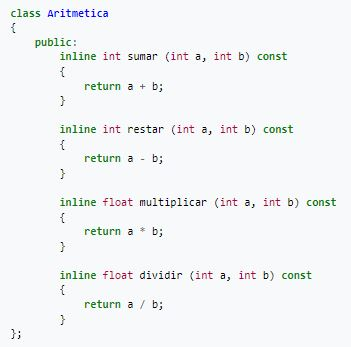 class Aritmetica
{
    public:
        inline int sumar (int a, int b) const
        {
            return a + b;
        }

        inline int restar (int a, int b) const
        {
            return a - b;
        }

        inline float multiplicar (int a, int b) const
        {
            return a * b;
        }

        inline float dividir (int a, int b) const
        {
            return a / b;
        }
};